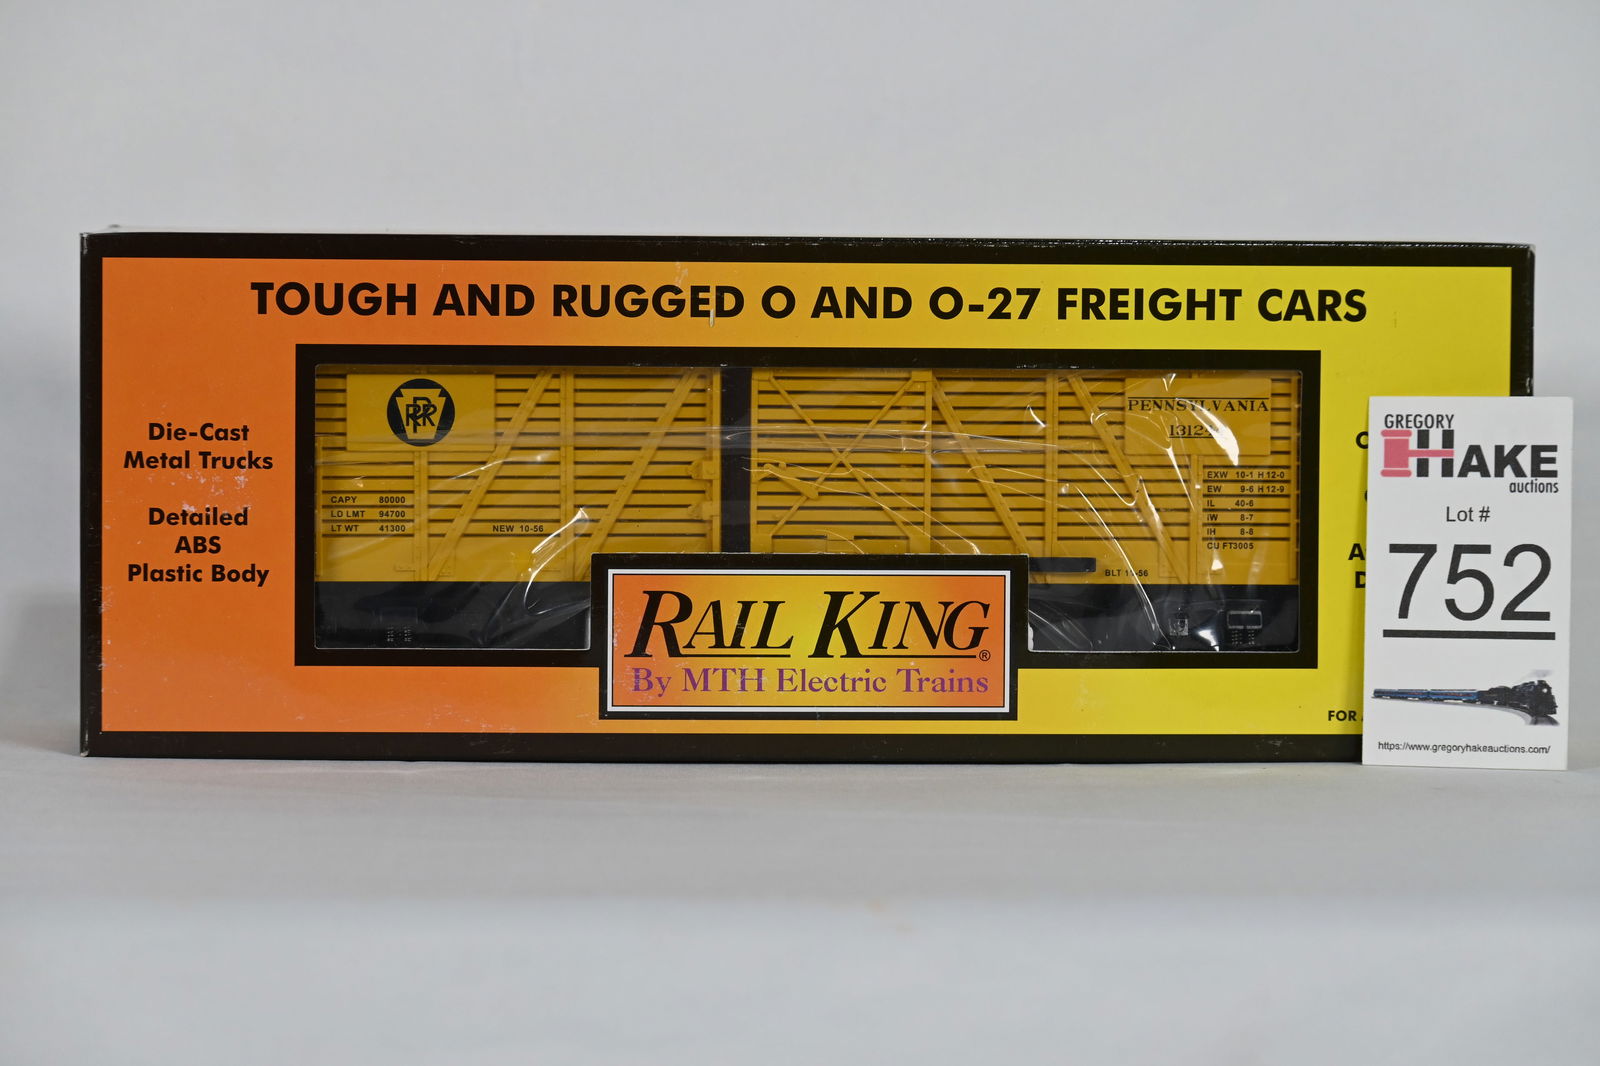 TOUGH AND RUGGED O AND O-27 FREIGHT CARS
Die-Cast
Metal Trucks
Detailed
ABS
Plastic Body
PRR
CAPY 80000
LD LMT 94700
LT WT 41300
NEW 10-56
PENNSYLVANIA
EXW 10-1 H 12-0
EW 9-6 H 12-9
IL 40-6
IW 8-7
IH 8-8
CU FT 3005
BLT
RAIL KING®
By MTH Electric Trains
FOR
GREGORY
HAKE
auctions
Lot #
752
https://www.gregoryhakeauctions.com/